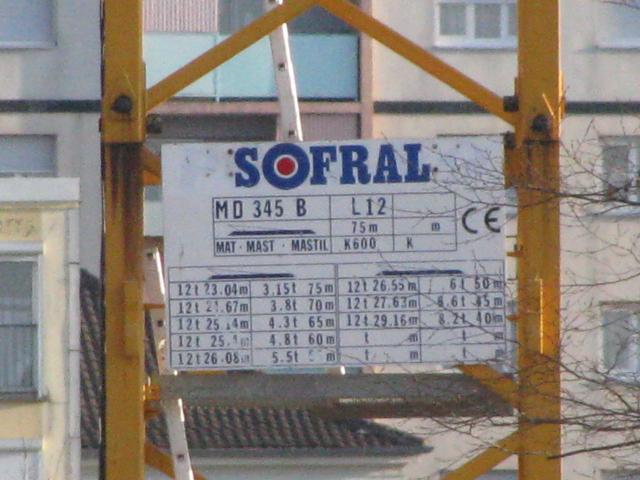 SOFRAL
MD 345 B L12
75m m
MAT · MAST · MASTIL K600 K
CE
12t 23.04m 3.15t 75m 12t 26.55m 6t 50m
12t 3.8t 70m 12t 27.63m 6.6t 45m
12t 4.3t 65m 12t 29.16m 8.2t 40m
12t 4.8t 60m t m t m
12t 26.08m 5.5t m t m t m